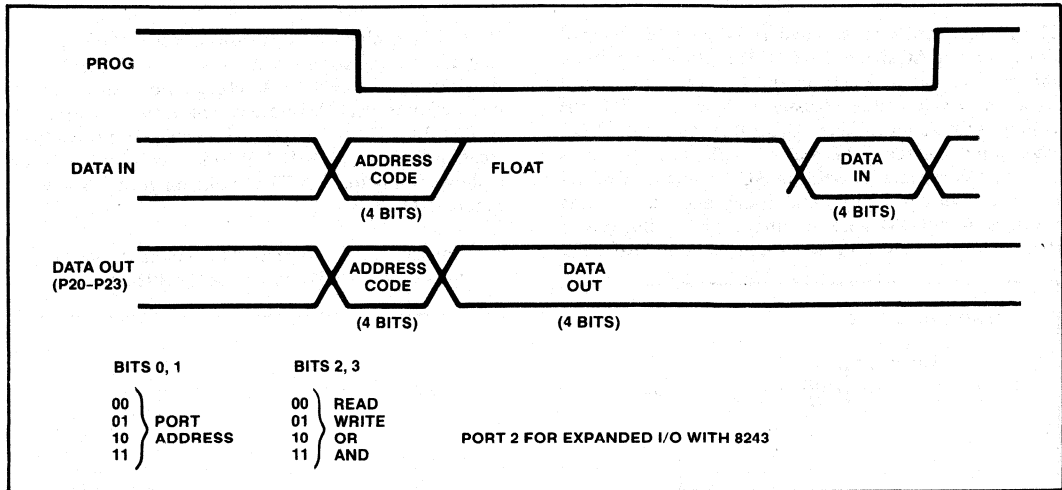 PROG
DATA IN
ADDRESS
CODE
FLOAT
DATA
IN
(4 BITS)
(4 BITS)
DATA OUT
(P20–P23)
ADDRESS
CODE
DATA
OUT
(4 BITS)
(4 BITS)
BITS 0, 1
BITS 2, 3
00
01
10
11
PORT
ADDRESS
00 READ
01 WRITE
10 OR
11 AND
PORT 2 FOR EXPANDED I/O WITH 8243